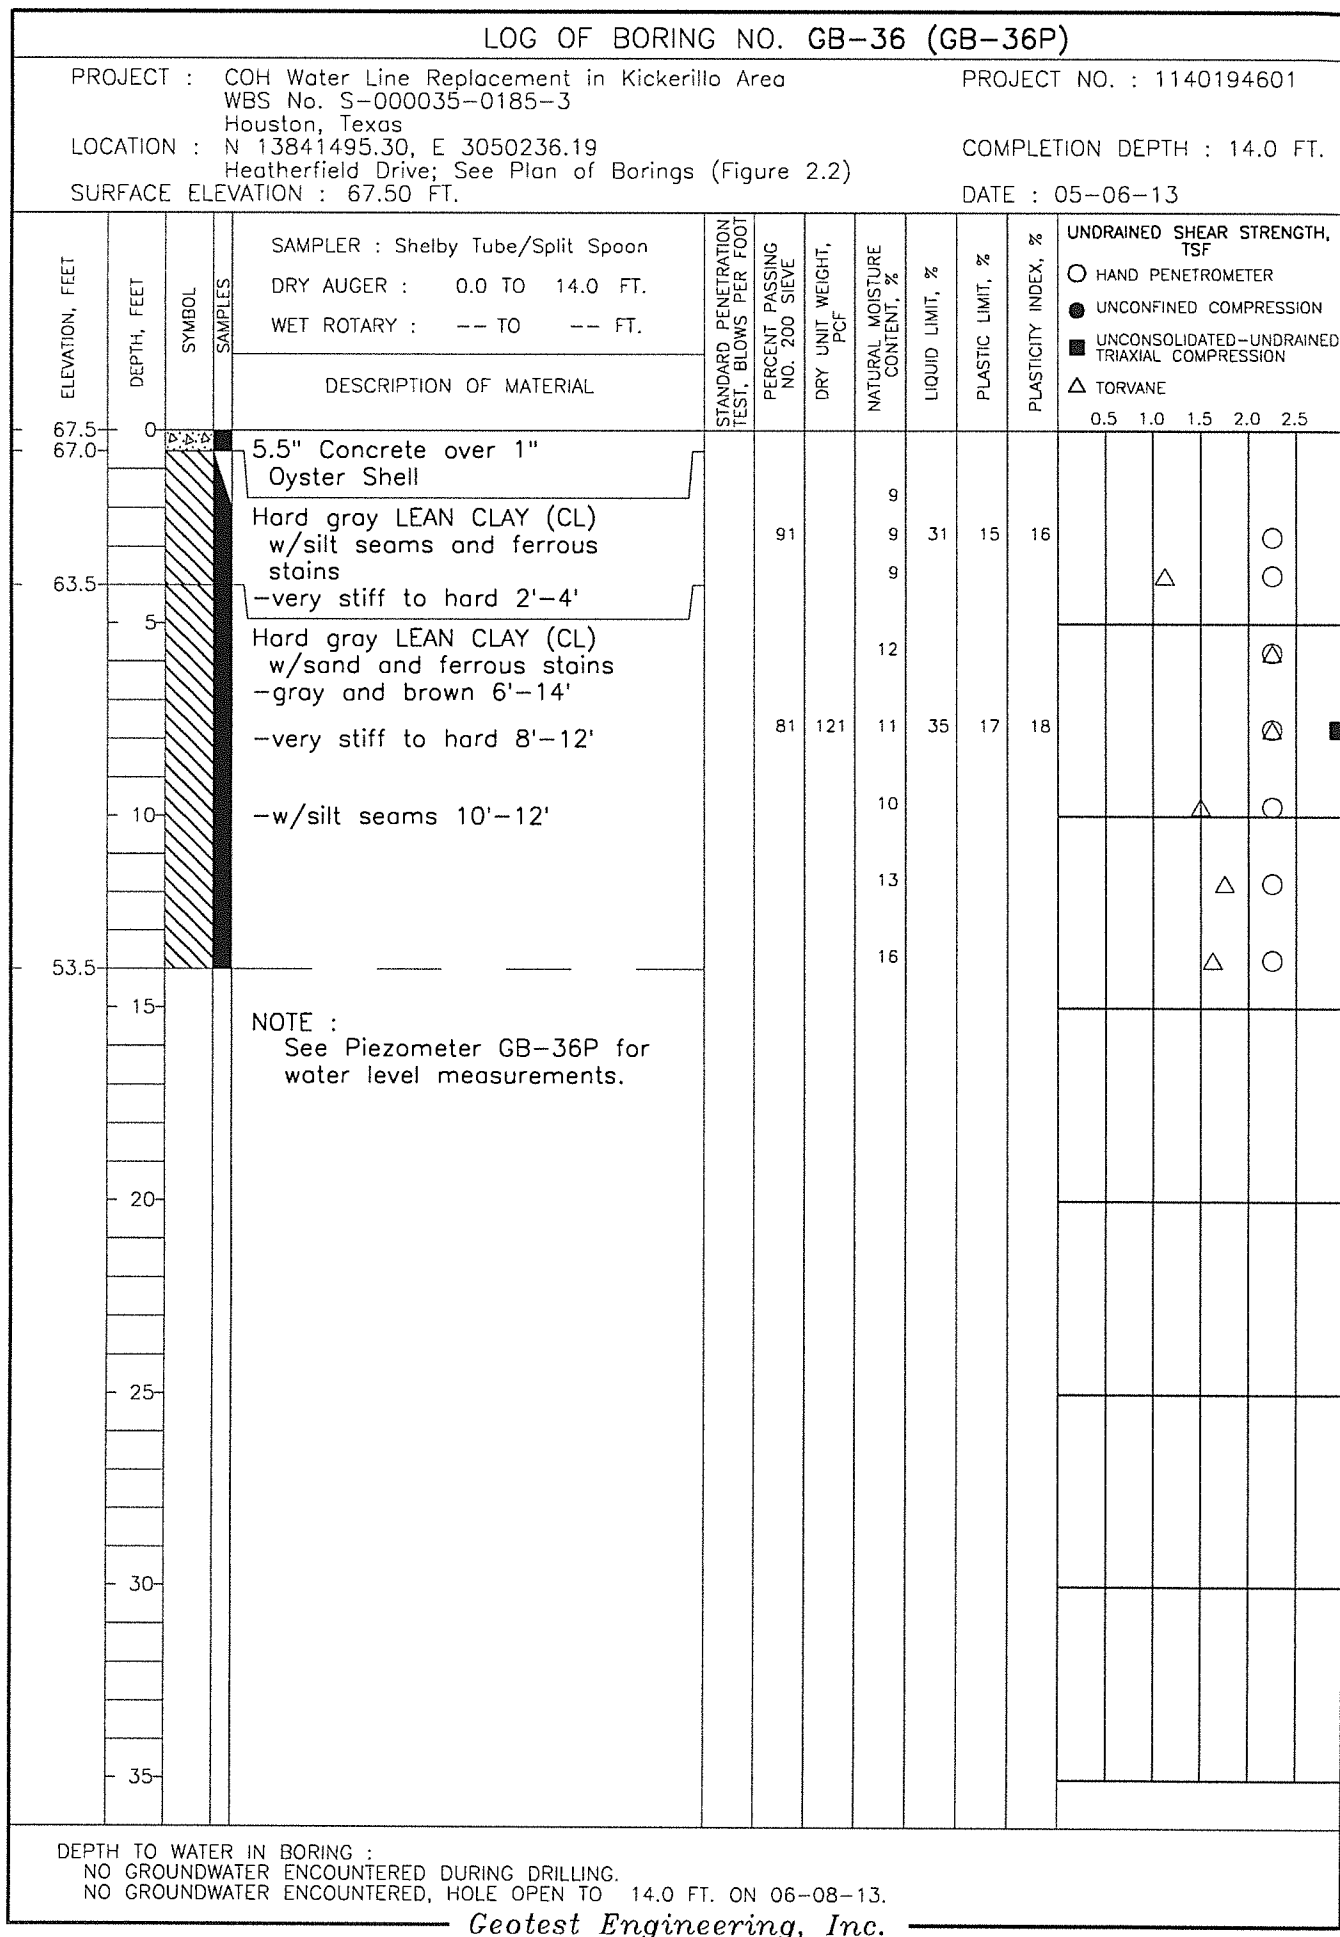 LOG OF BORING NO. GB-36 (GB-36P)
PROJECT : COH Water Line Replacement in Kickerillo Area
PROJECT NO. : 1140194601
WBS No. S-000035-0185-3
Houston, Texas
LOCATION : N 13841495.30, E 3050236.19
COMPLETION DEPTH : 14.0 FT.
Heatherfield Drive; See Plan of Borings (Figure 2.2)
SURFACE ELEVATION : 67.50 FT.
DATE : 05-06-13
ELEVATION, FEET
DEPTH, FEET
SYMBOL
SAMPLES
SAMPLER : Shelby Tube/Split Spoon
DRY AUGER : 0.0 TO 14.0 FT.
WET ROTARY : -- TO -- FT.
DESCRIPTION OF MATERIAL
STANDARD PENETRATION
TEST, BLOWS PER FOOT
PERCENT PASSING
NO. 200 SIEVE
DRY UNIT WEIGHT,
PCF
NATURAL MOISTURE
CONTENT, %
LIQUID LIMIT, %
PLASTIC LIMIT, %
PLASTICITY INDEX, %
UNDRAINED SHEAR STRENGTH,
TSF
HAND PENETROMETER
UNCONFINED COMPRESSION
UNCONSOLIDATED-UNDRAINED
TRIAXIAL COMPRESSION
TORVANE
0.5 1.0 1.5 2.0 2.5
67.5 0
67.0 5.5" Concrete over 1"
Oyster Shell
9
Hard gray LEAN CLAY (CL)
91 9 31 15 16
w/silt seams and ferrous
stains
9
63.5
-very stiff to hard 2'-4'
5
Hard gray LEAN CLAY (CL)
12
w/sand and ferrous stains
-gray and brown 6'-14'
81 121 11 35 17 18
-very stiff to hard 8'-12'
10
10 -w/silt seams 10'-12'
13
16
53.5
15
NOTE :
See Piezometer GB-36P for
water level measurements.
20
25
30
35
DEPTH TO WATER IN BORING :
NO GROUNDWATER ENCOUNTERED DURING DRILLING.
NO GROUNDWATER ENCOUNTERED, HOLE OPEN TO 14.0 FT. ON 06-08-13.
Geotest Engineering, Inc.